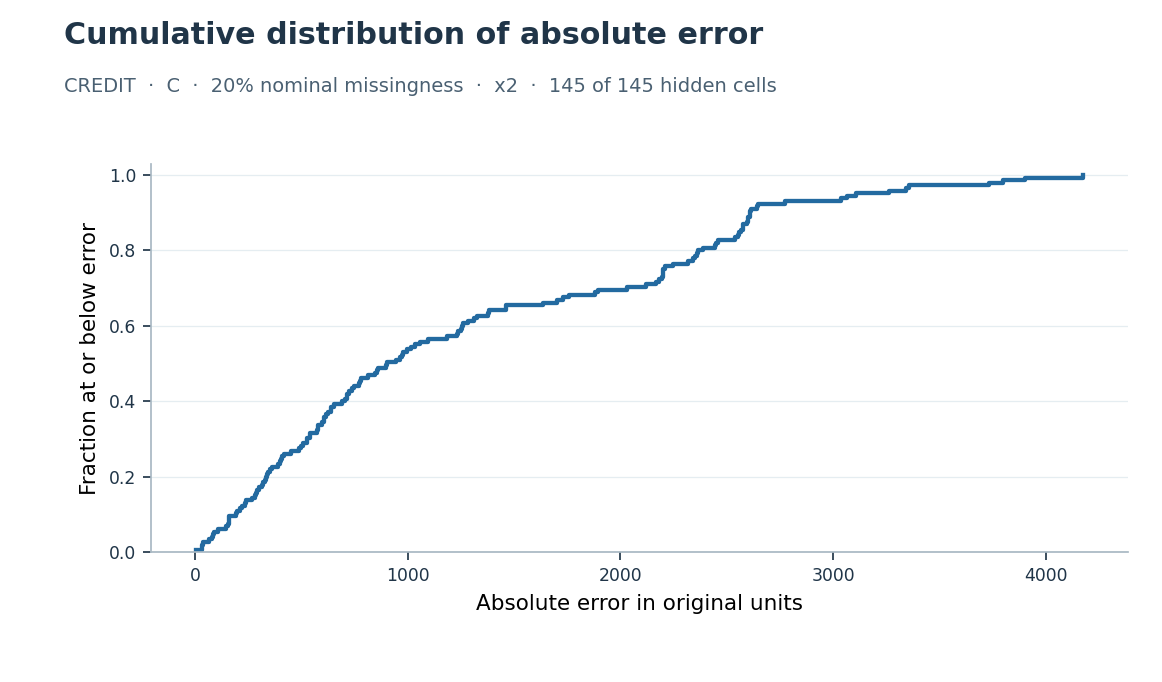 Cumulative distribution of absolute error
CREDIT · C · 20% nominal missingness · x2 · 145 of 145 hidden cells
1.0
0.8
0.6
0.4
0.2
0.0
Fraction at or below error
0 1000 2000 3000 4000
Absolute error in original units